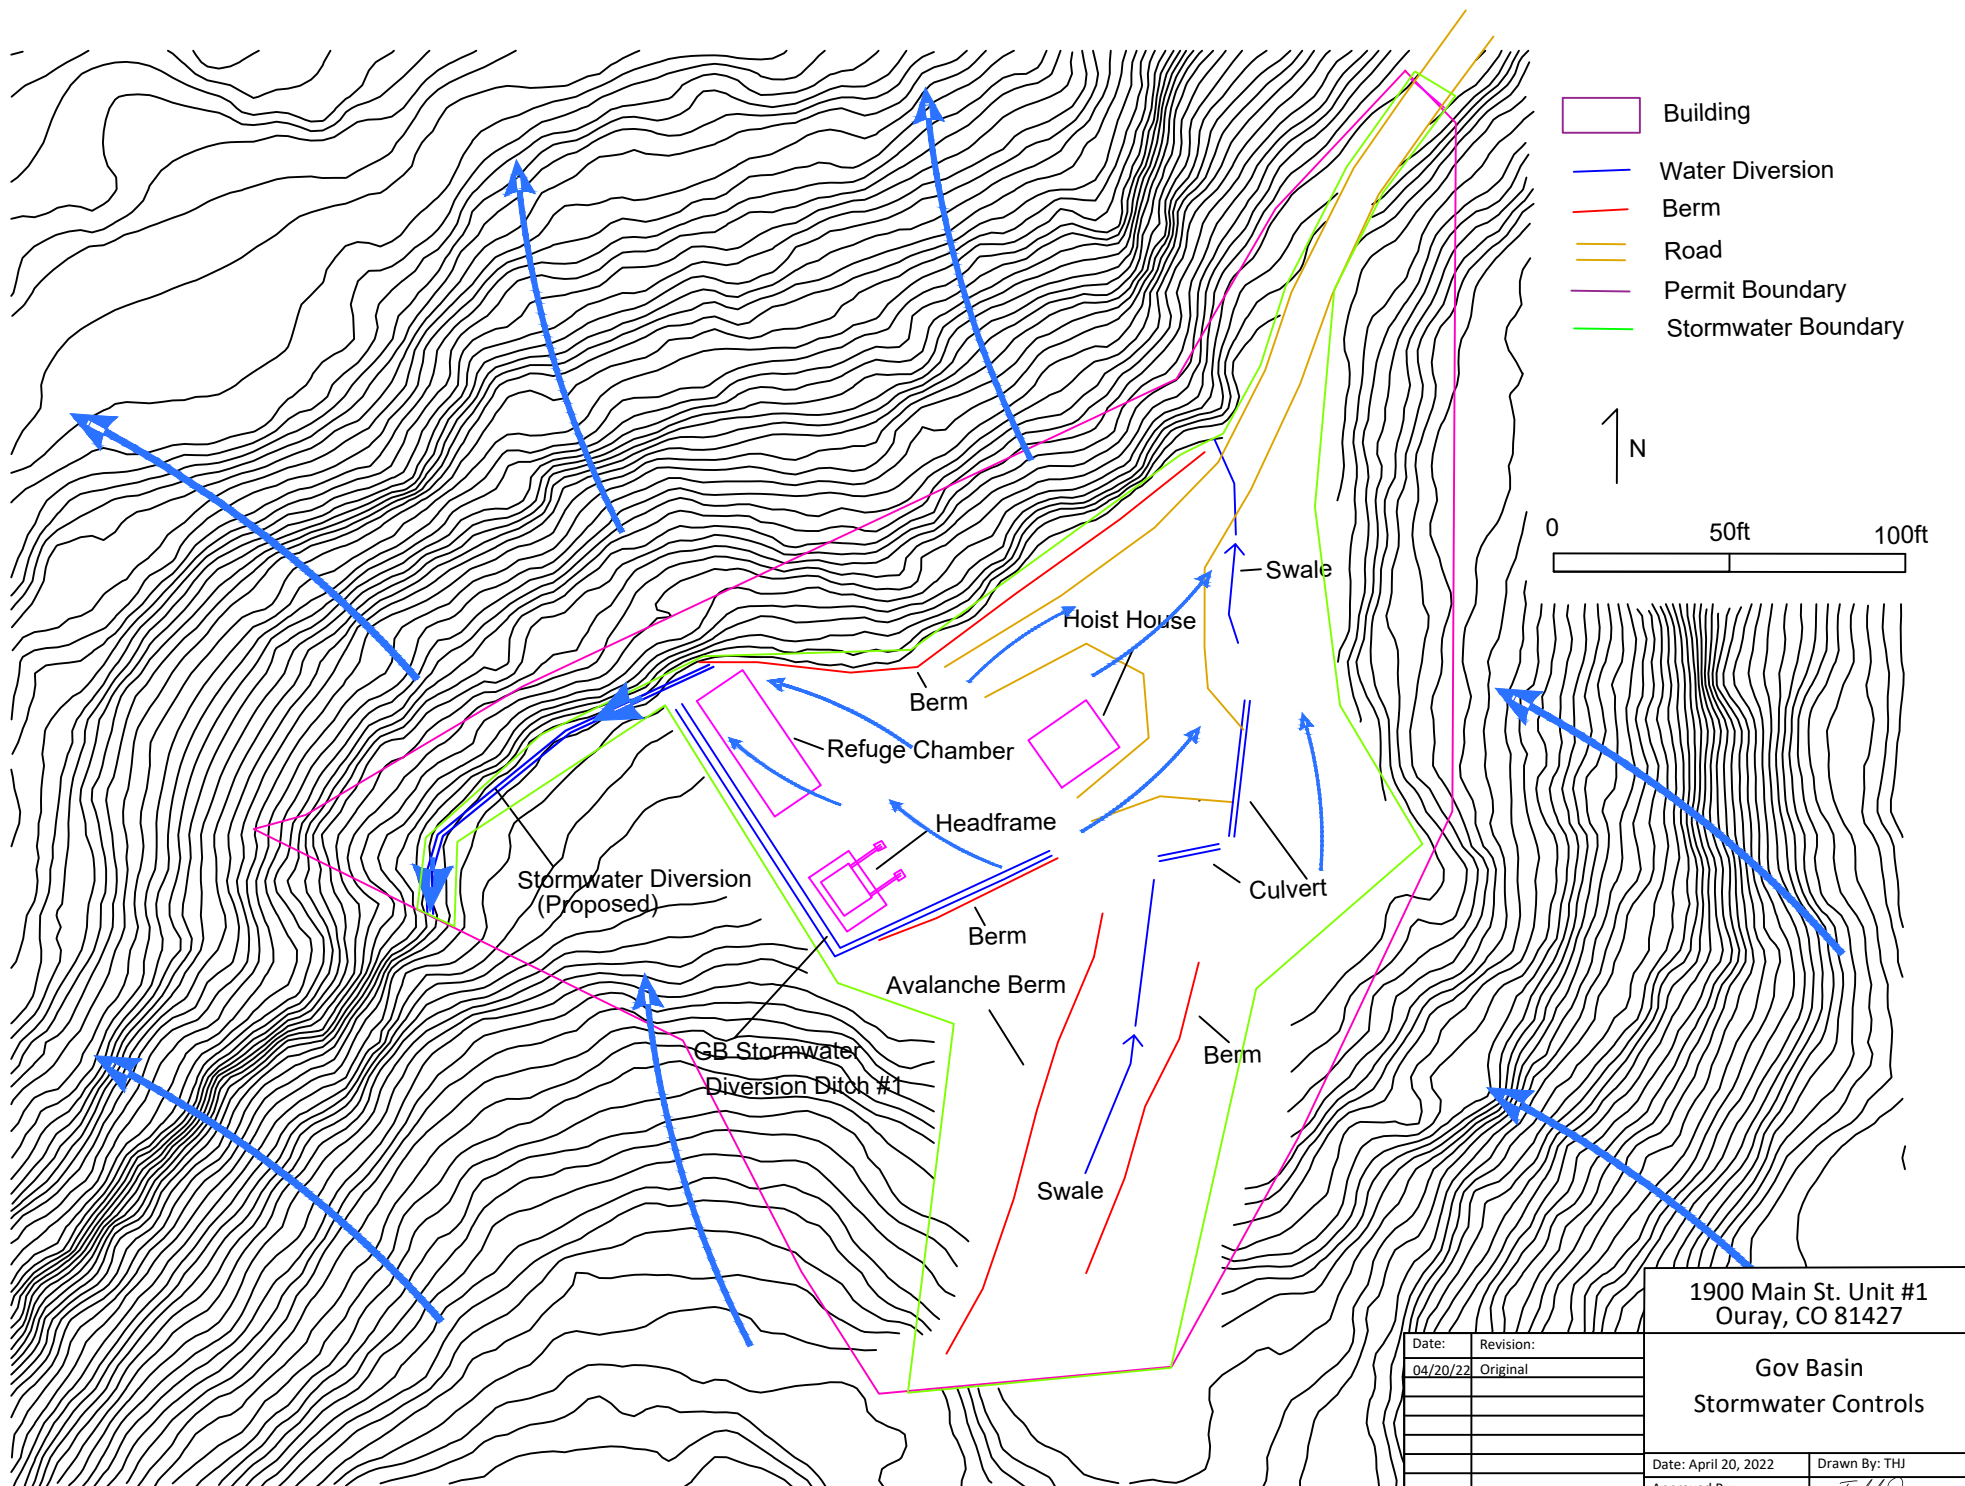 Building
Water Diversion
Berm
Road
Permit Boundary
Stormwater Boundary
N
0 50ft 100ft
Swale
Hoist House
Berm
Refuge Chamber
Headframe
Stormwater Diversion
(Proposed)
Culvert
Berm
Avalanche Berm
GB Stormwater
Diversion Ditch #1
Berm
Swale
1900 Main St. Unit #1
Ouray, CO 81427
Date: Revision:
04/20/22 Original
Gov Basin
Stormwater Controls
Date: April 20, 2022 Drawn By: THJ